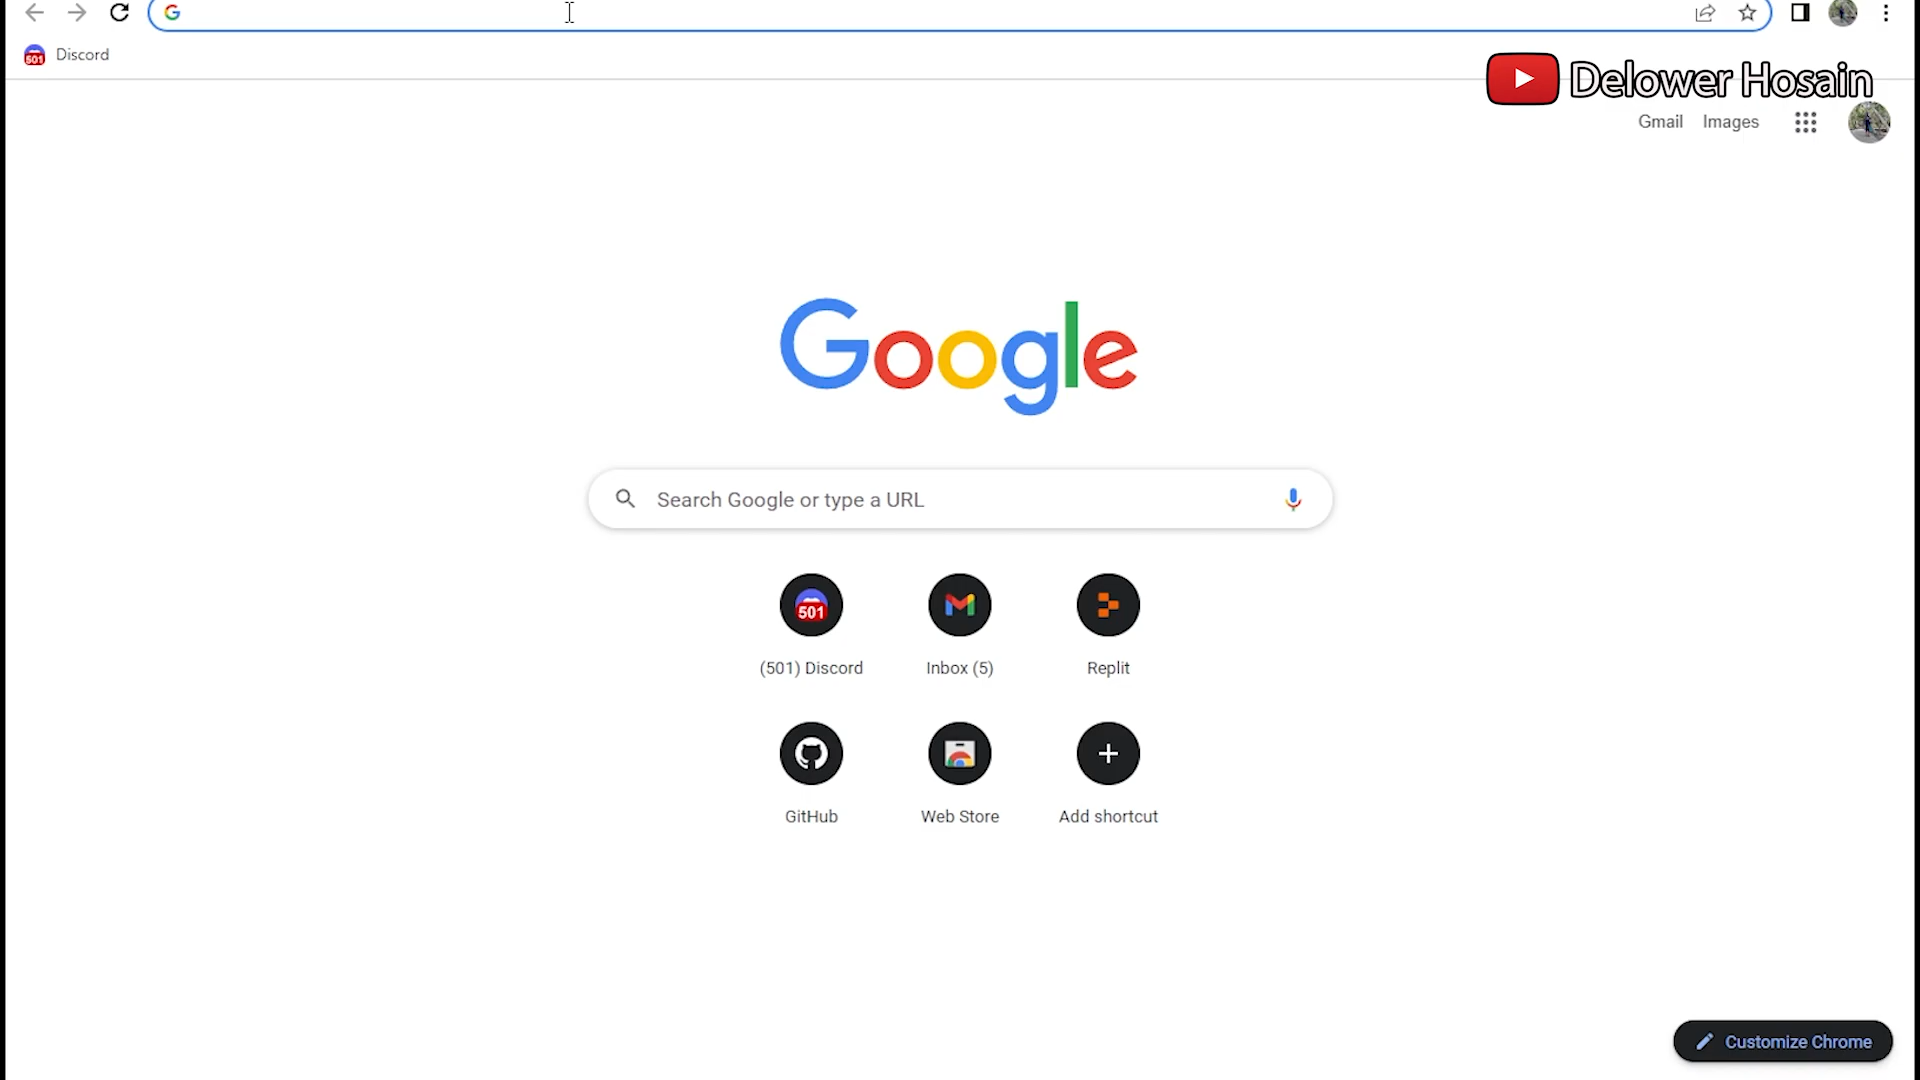 501 Discord
Delower Hosain
Gmail Images
Google
Search Google or type a URL
501
(501) Discord Inbox (5) Replit
GitHub Web Store Add shortcut
Customize Chrome